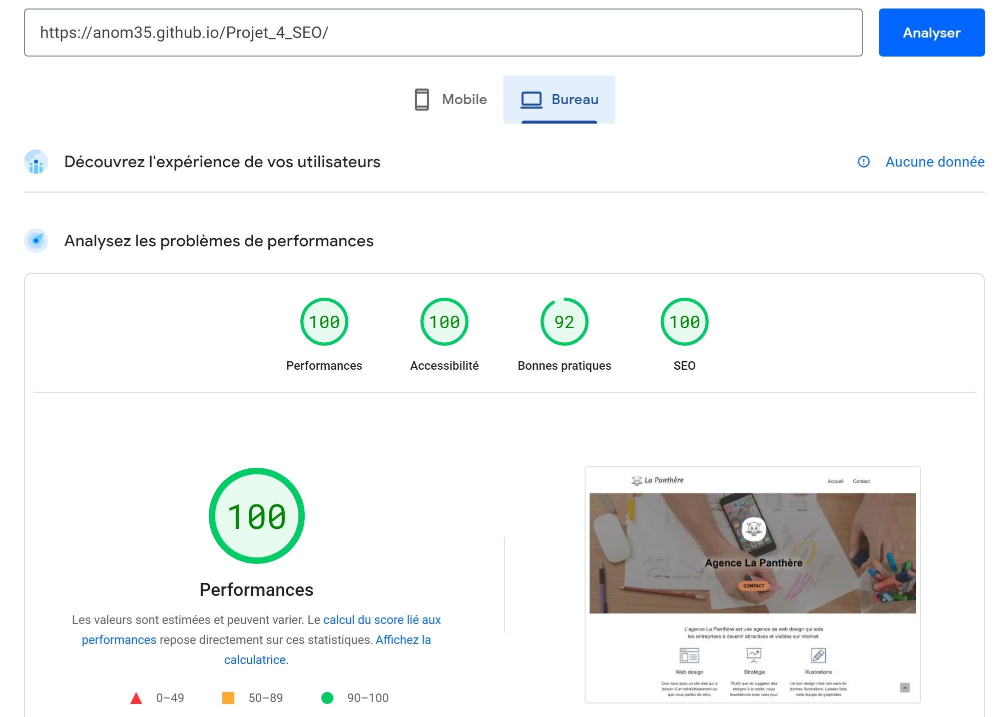 https://anom35.github.io/Projet_4_SEO/
Analyser
Mobile
Bureau
Découvrez l'expérience de vos utilisateurs
Aucune donnée
Analysez les problèmes de performances
100
100
92
100
Performances
Accessibilité
Bonnes pratiques
SEO
100
Performances
Les valeurs sont estimées et peuvent varier. Le calcul du score lié aux
performances repose directement sur ces statistiques. Affichez la
calculatrice.
0–49
50–89
90–100
La Panthère
Accueil
Contact
Agence La Panthère
CONTACT
L'agence La Panthère est une agence de web design qui aide
les entreprises à devenir attractives et visibles sur internet.
Web design
Stratégie
Illustrations
Que vous ayez un site web qui a
besoin d'un rafraîchissement ou
que vous partiez de zéro,
Plutôt que de suggérer des
designs à la mode, nous
travaillerons avec vous pour
Un bon design n'est rien sans de
bonnes illustrations. Laissez faire
notre équipe de graphistes